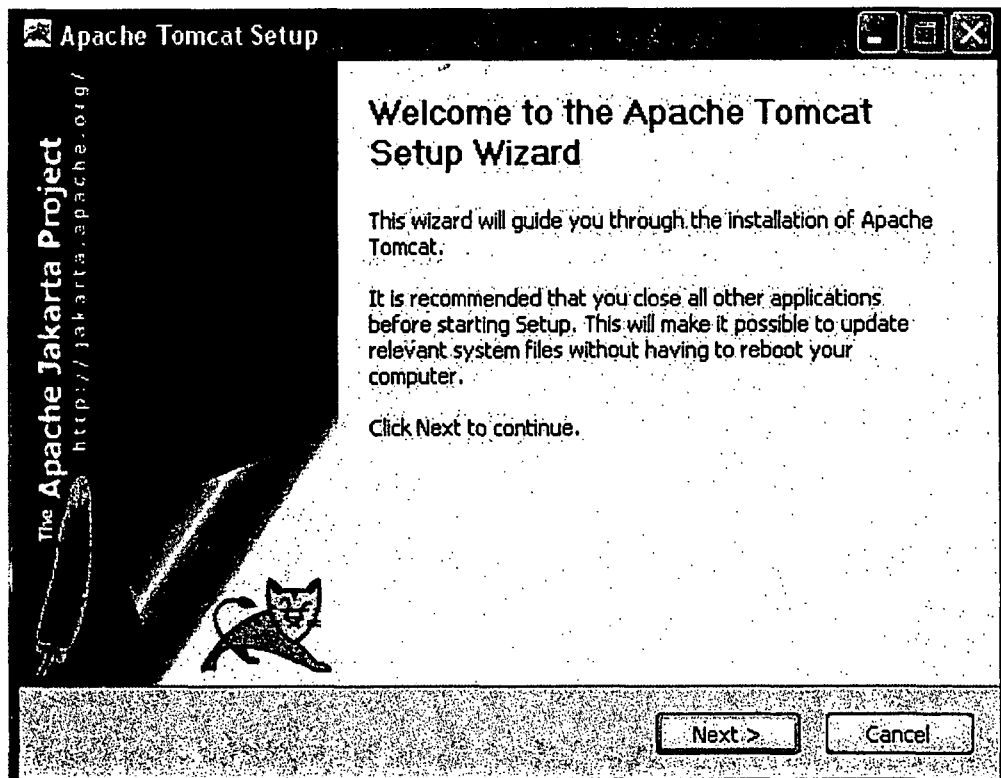 Apache Tomcat Setup
The Apache Jakarta Project
http://jakarta.apache.org/
Welcome to the Apache Tomcat
Setup Wizard
This wizard will guide you through the installation of Apache
Tomcat.
It is recommended that you close all other applications
before starting Setup. This will make it possible to update
relevant system files without having to reboot your
computer.
Click Next to continue.
Next >
Cancel